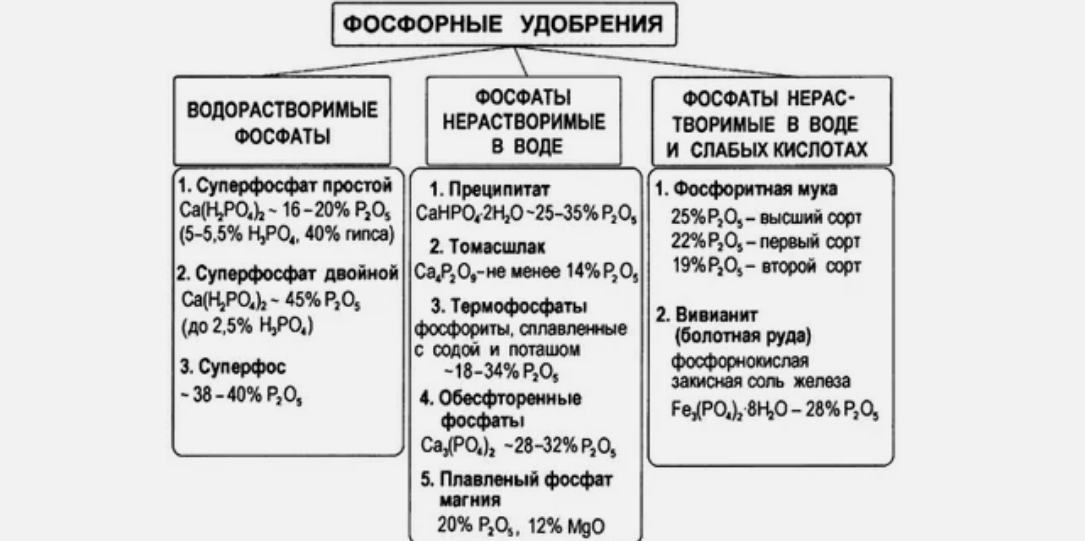 ФОСФОРНЫЕ УДОБРЕНИЯ
ВОДОРАСТВОРИМЫЕ
ФОСФАТЫ
1. Суперфосфат простой
Ca(H₂PO₄)₂ ~ 16–20% P₂O₅
(5–5,5% H₃PO₄, 40% гипса)
2. Суперфосфат двойной
Ca(H₂PO₄)₂ ~ 45% P₂O₅
(до 2,5% H₃PO₄)
3. Суперфос
~ 38–40% P₂O₅
ФОСФАТЫ
НЕРАСТВОРИМЫЕ
В ВОДЕ
1. Преципитат
CaHPO₄·2H₂O ~25–35% P₂O₅
2. Томасшлак
Ca₄P₂O₉–не менее 14% P₂O₅
3. Термофосфаты
фосфориты, сплавленные
с содой и поташом
~18–34% P₂O₅
4. Обесфторенные
фосфаты
Ca₃(PO₄)₂ ~28–32% P₂O₅
5. Плавленый фосфат
магния
20% P₂O₅, 12% MgO
ФОСФАТЫ НЕРАС-
ТВОРИМЫЕ В ВОДЕ
И СЛАБЫХ КИСЛОТАХ
1. Фосфоритная мука
25% P₂O₅ – высший сорт
22% P₂O₅ – первый сорт
19% P₂O₅ – второй сорт
2. Вивианит
(болотная руда)
фосфорнокислая
закисная соль железа
Fe₃(PO₄)₂·8H₂O – 28% P₂O₅